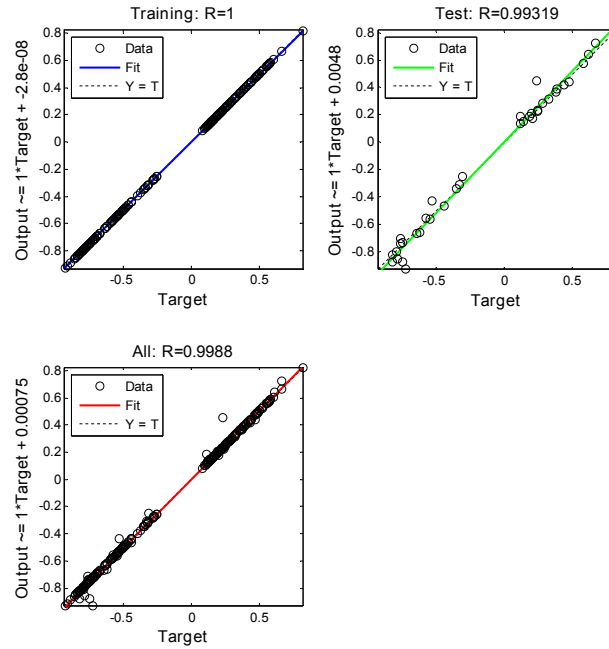 Training: R=1
Output ~= 1*Target + -2.8e-08
0.8
0.6
0.4
0.2
0
-0.2
-0.4
-0.6
-0.8
Data
Fit
Y = T
-0.5
0
0.5
Target
Test: R=0.99319
Output ~= 1*Target + 0.0048
0.8
0.6
0.4
0.2
0
-0.2
-0.4
-0.6
-0.8
Data
Fit
Y = T
-0.5
0
0.5
Target
All: R=0.9988
Output ~= 1*Target + 0.00075
0.8
0.6
0.4
0.2
0
-0.2
-0.4
-0.6
-0.8
Data
Fit
Y = T
-0.5
0
0.5
Target